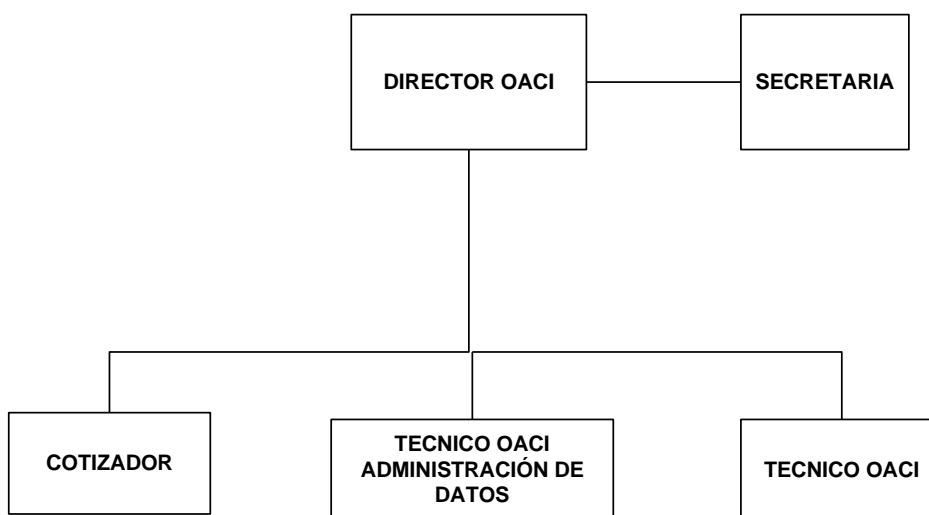 DIRECTOR OACI
SECRETARIA
COTIZADOR
TECNICO OACI
ADMINISTRACIÓN DE
DATOS
TECNICO OACI